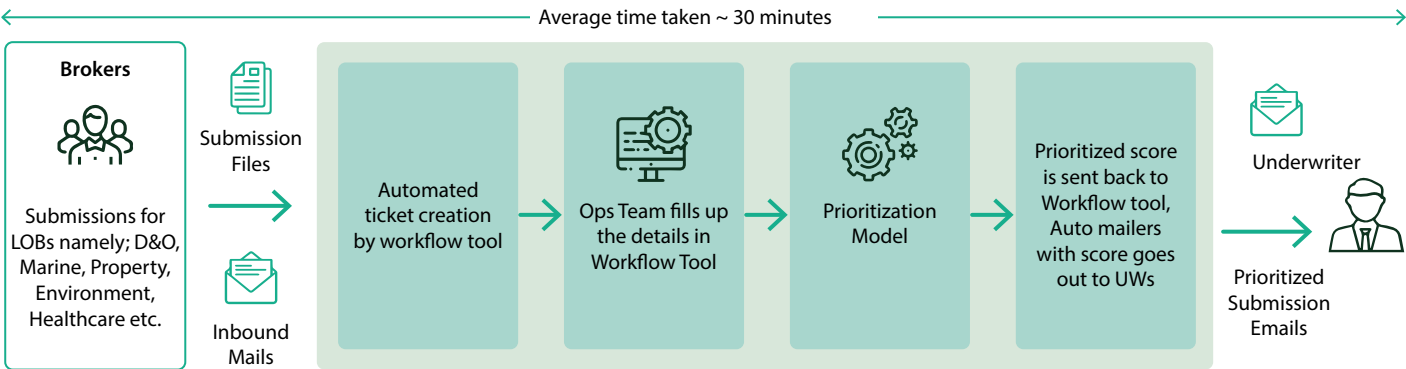 Average time taken ~ 30 minutes
Brokers
Submissions for
LOBs namely; D&O,
Marine, Property,
Environment,
Healthcare etc.
Submission
Files
Inbound
Mails
Automated
ticket creation
by workflow tool
Ops Team fills up
the details in
Workflow Tool
Prioritization
Model
Prioritized score
is sent back to
Workflow tool,
Auto mailers
with score goes
out to UWs
Underwriter
Prioritized
Submission
Emails